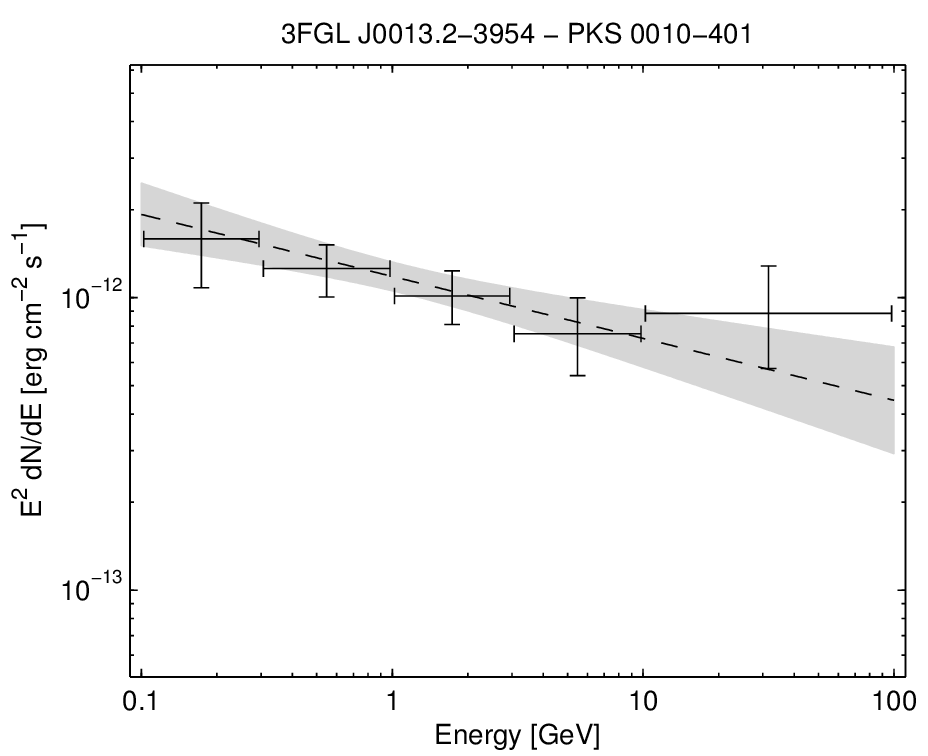 3FGL J0013.2−3954 − PKS 0010−401
E² dN/dE [erg cm⁻² s⁻¹]
10⁻¹²
10⁻¹³
0.1 1 10 100
Energy [GeV]